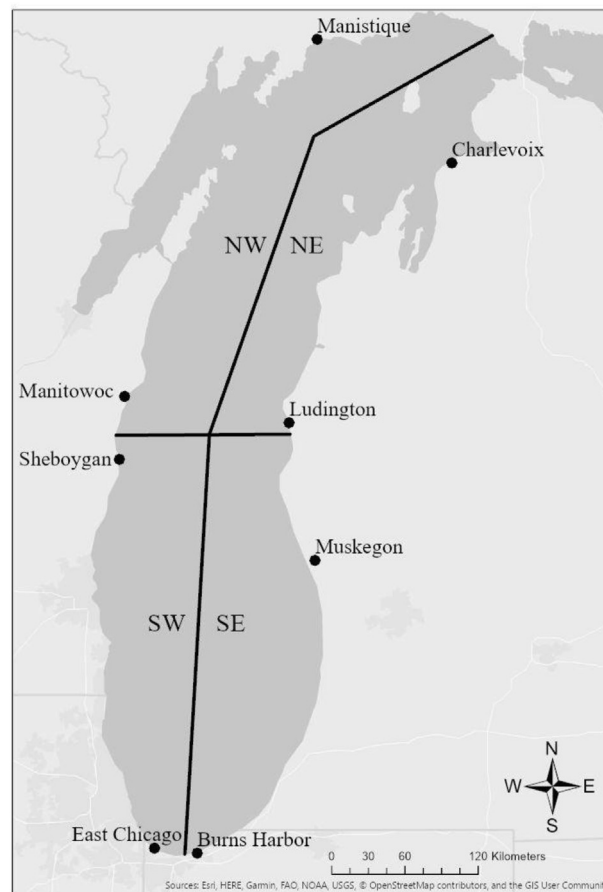 Manistique
Charlevoix
NW NE
Manitowoc
Ludington
Sheboygan
Muskegon
SW SE
N
W E
S
East Chicago
Burns Harbor
0 30 60 120 Kilometers
Sources: Esri, HERE, Garmin, FAO, NOAA, USGS, © OpenStreetMap contributors, and the GIS User Commun